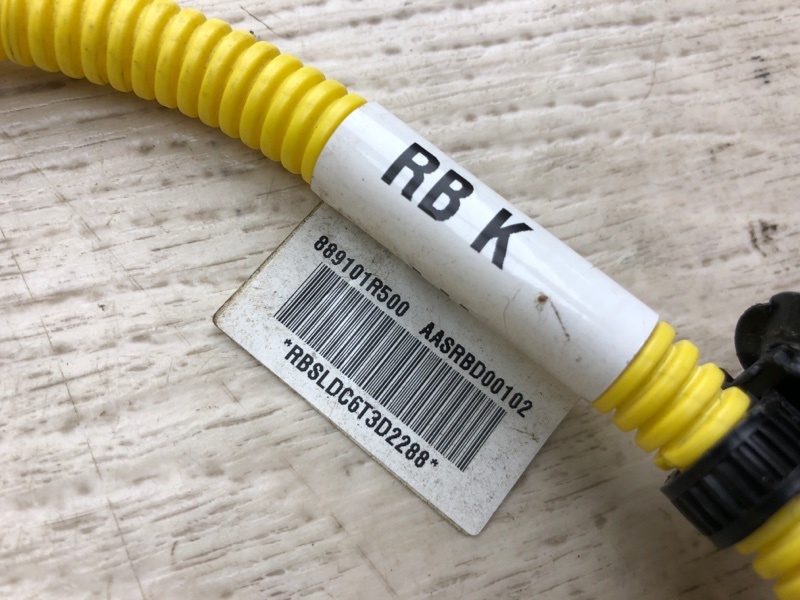 RB K
889101R500 AASRBD00102
*RBSLDC6T3D2288*